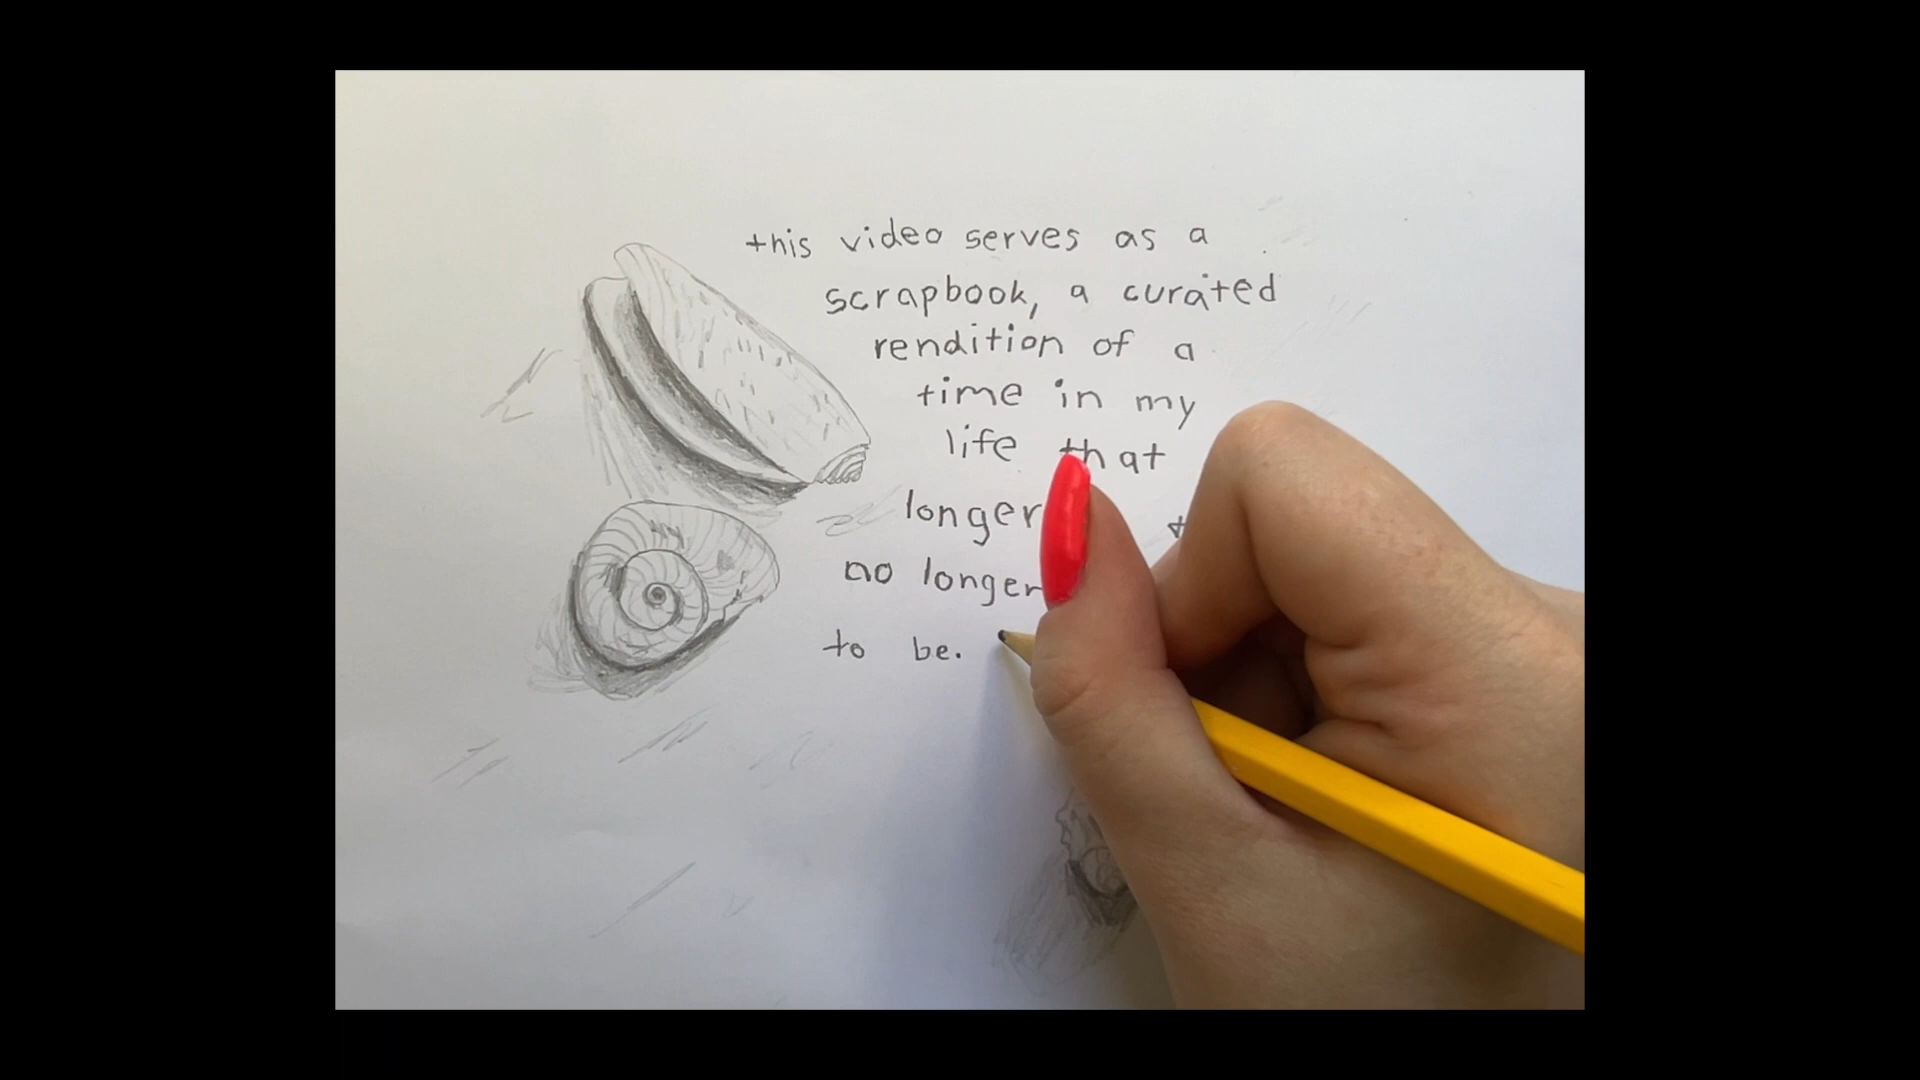 this video serves as a
scrapbook, a curated
rendition of a
time in my
life that
longer
no longer
to be.